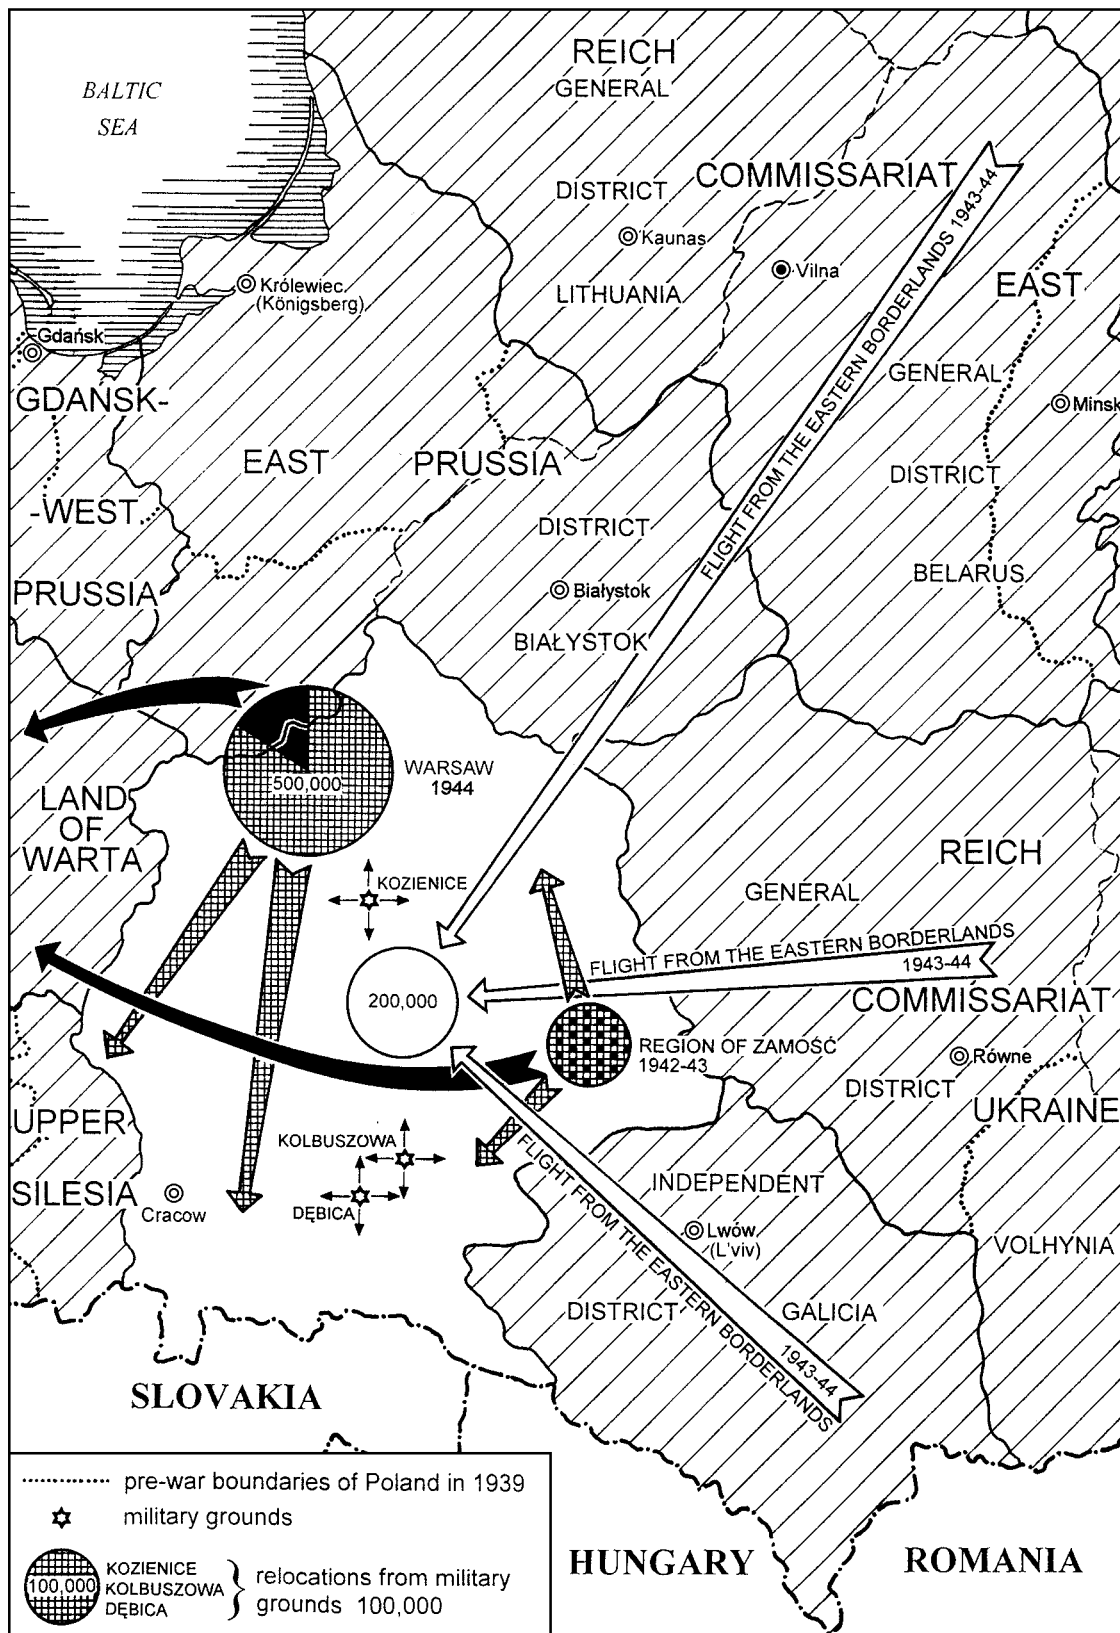 BALTIC
SEA
REICH
GENERAL
COMMISSARIAT
DISTRICT
Kaunas
Vilna
LITHUANIA
EAST
Królewiec
(Königsberg)
Gdańsk
GDAŃSK-
GENERAL
Minsk
FLIGHT FROM THE EASTERN BORDERLANDS 1943-44
EAST
PRUSSIA
DISTRICT
-WEST
DISTRICT
BELARUS
PRUSSIA
Białystok
BIAŁYSTOK
500,000
WARSAW
1944
LAND
OF
WARTA
REICH
KOZIENICE
GENERAL
FLIGHT FROM THE EASTERN BORDERLANDS
1943-44
200,000
COMMISSARIAT
REGION OF ZAMOŚĆ
1942-43
Równe
DISTRICT
UKRAINE
UPPER
KOLBUSZOWA
FLIGHT FROM THE EASTERN BORDERLANDS
1943-44
INDEPENDENT
SILESIA
Cracow
DĘBICA
Lwów
(L'viv)
VOLHYNIA
DISTRICT
GALICIA
SLOVAKIA
pre-war boundaries of Poland in 1939
military grounds
HUNGARY
ROMANIA
100,000
KOZIENICE
KOLBUSZOWA
DĘBICA
relocations from military
grounds 100,000